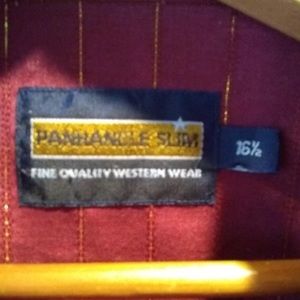 PANHANDLE SLIM
16½
FINE QUALITY WESTERN WEAR